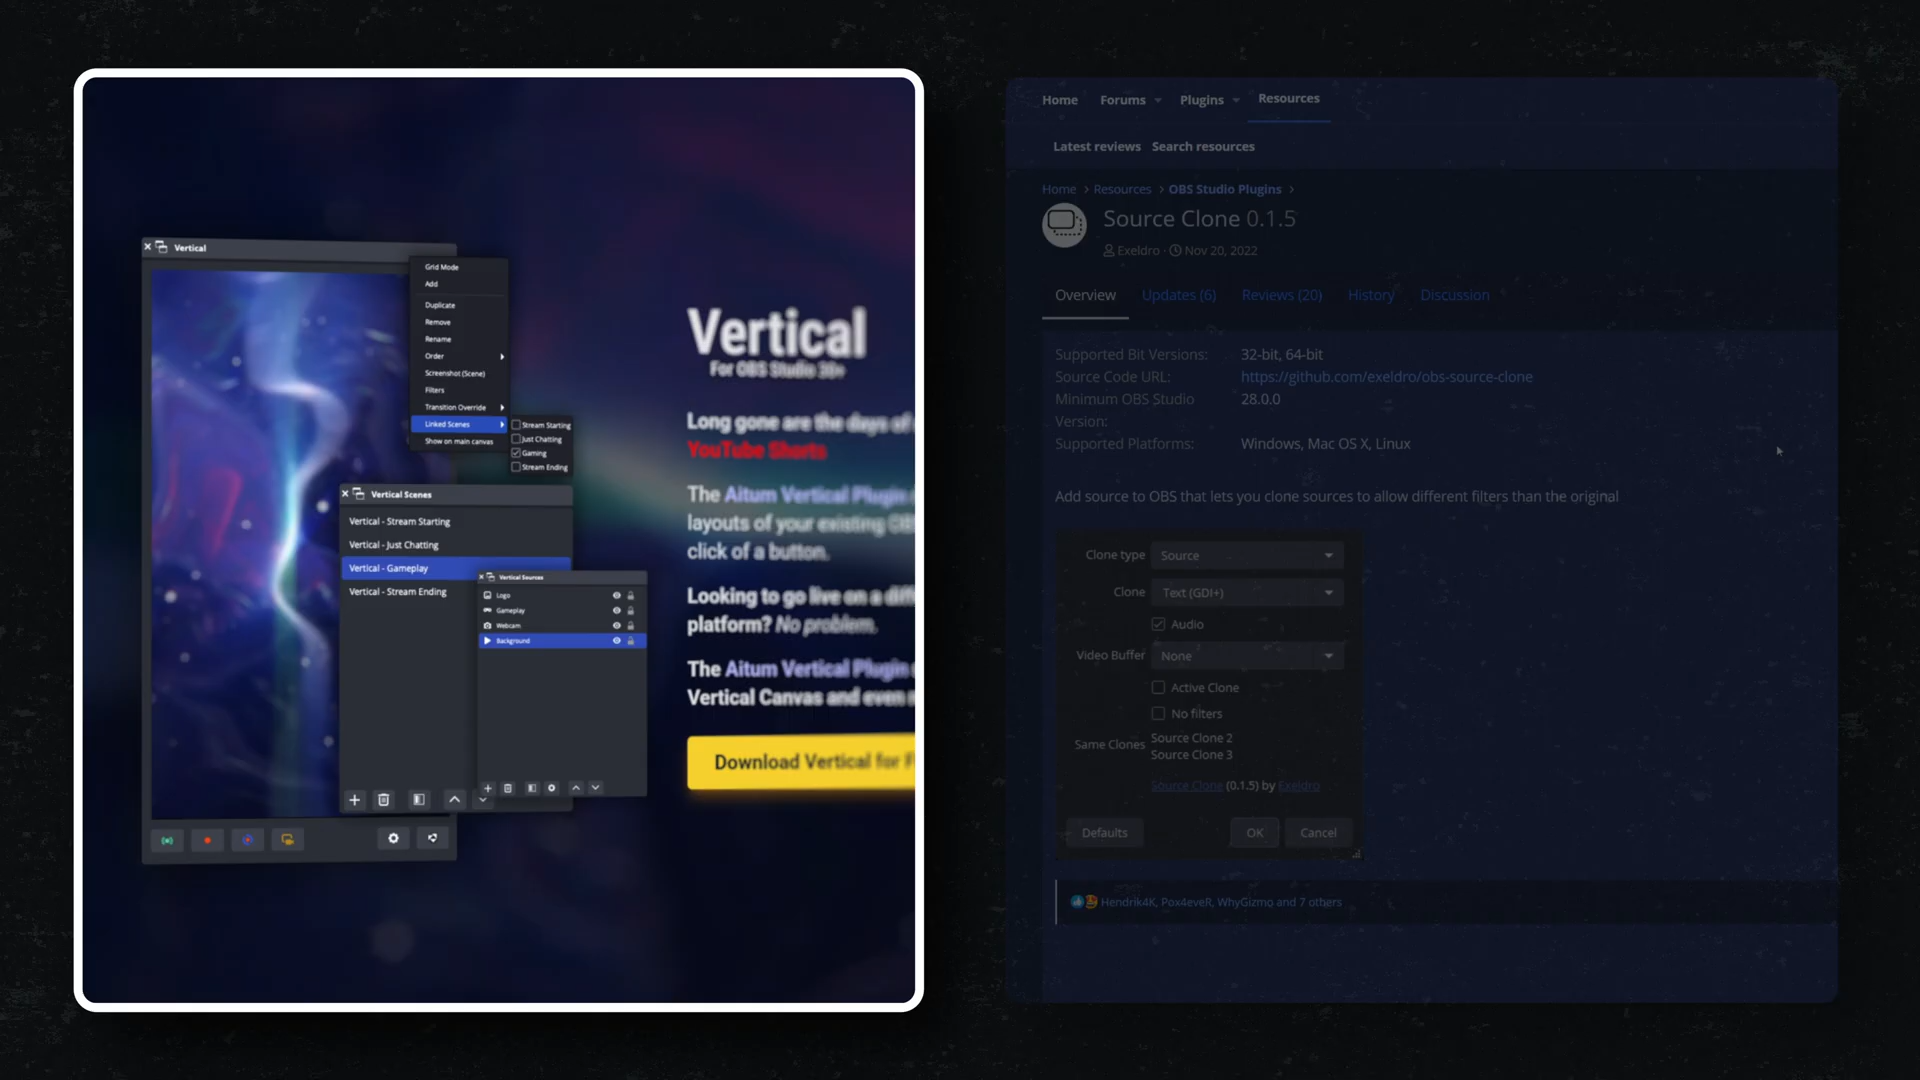 Vertical
Grid Mode
Add
Duplicate
Remove
Rename
Order
Screenshot (Scene)
Filters
Transition Override
Linked Scenes
Show on main canvas
Stream Starting
Just Chatting
Gaming
Stream Ending
Vertical Scenes
Vertical - Stream Starting
Vertical - Just Chatting
Vertical - Gameplay
Vertical - Stream Ending
Vertical Sources
Logo
Gameplay
Webcam
Background
Vertical
For OBS Studio 30+
Long gone are the days of
YouTube Shorts
The Aitum Vertical Plugin
layouts of your existing
click of a button.
Looking to go live on a
platform? No problem.
The Aitum Vertical Plugin
Vertical Canvas and even
Download Vertical for
Home Forums Plugins Resources
Latest reviews Search resources
Home > Resources > OBS Studio Plugins >
Source Clone 0.1.5
Exeldro · Nov 20, 2022
Overview Updates (6) Reviews (20) History Discussion
Supported Bit Versions: 32-bit, 64-bit
Source Code URL: https://github.com/exeldro/obs-source-clone
Minimum OBS Studio 28.0.0
Version:
Supported Platforms: Windows, Mac OS X, Linux
Add source to OBS that lets you clone sources to allow different filters than the original
Clone type Source
Clone Text (GDI+)
Audio
Video Buffer None
Active Clone
No filters
Same Clones Source Clone 2
Source Clone 3
Source Clone (0.1.5) by Exeldro
Defaults OK Cancel
Hendrik4K, Pox4eveR, WhyGizmo and 7 others